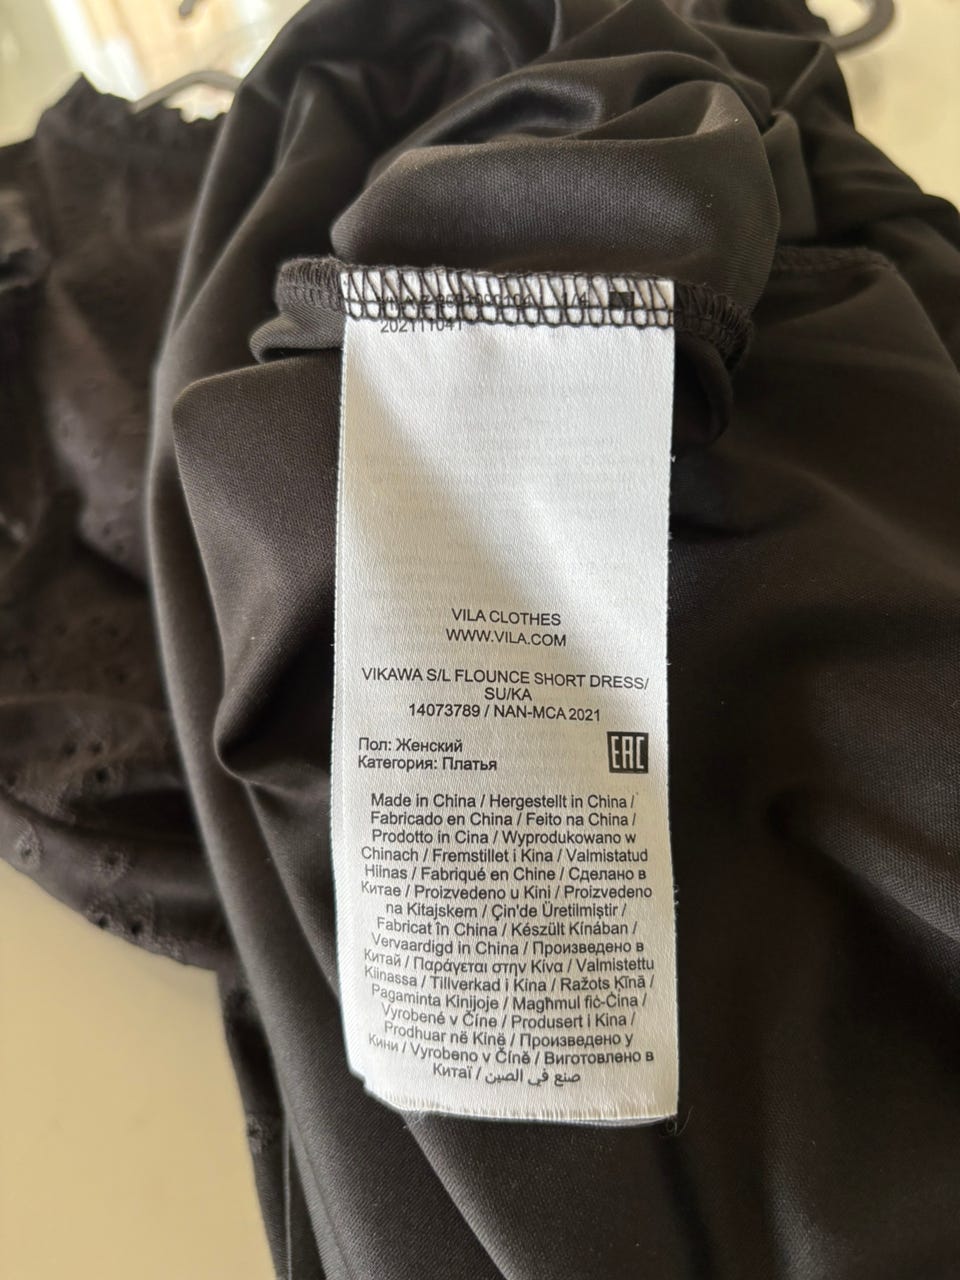 202111041
VILA CLOTHES
WWW.VILA.COM
VIKAWA S/L FLOUNCE SHORT DRESS/
SU/KA
14073789 / NAN-MCA 2021
Пол: Женский
Категория: Платья
EAC
Made in China / Hergestellt in China /
Fabricado en China / Feito na China /
Prodotto in Cina / Wyprodukowano w
Chinach / Fremstillet i Kina / Valmistatud
Hiinas / Fabriqué en Chine / Сделано в
Китае / Proizvedeno u Kini / Proizvedeno
na Kitajskem / Çin'de Üretilmiştir /
Fabricat în China / Készült Kínában /
Vervaardigd in China / Произведено в
Китай / Παράγεται στην Κίνα / Valmistettu
Kiinassa / Tillverkad i Kina / Ražots Ķīnā /
Pagaminta Kinijoje / Magħmul fiċ-Ċina /
Vyrobené v Číne / Produsert i Kina /
Prodhuar në Kinë / Произведено у
Кини / Vyrobeno v Číně / Виготовлено в
Китаї / صنع في الصين